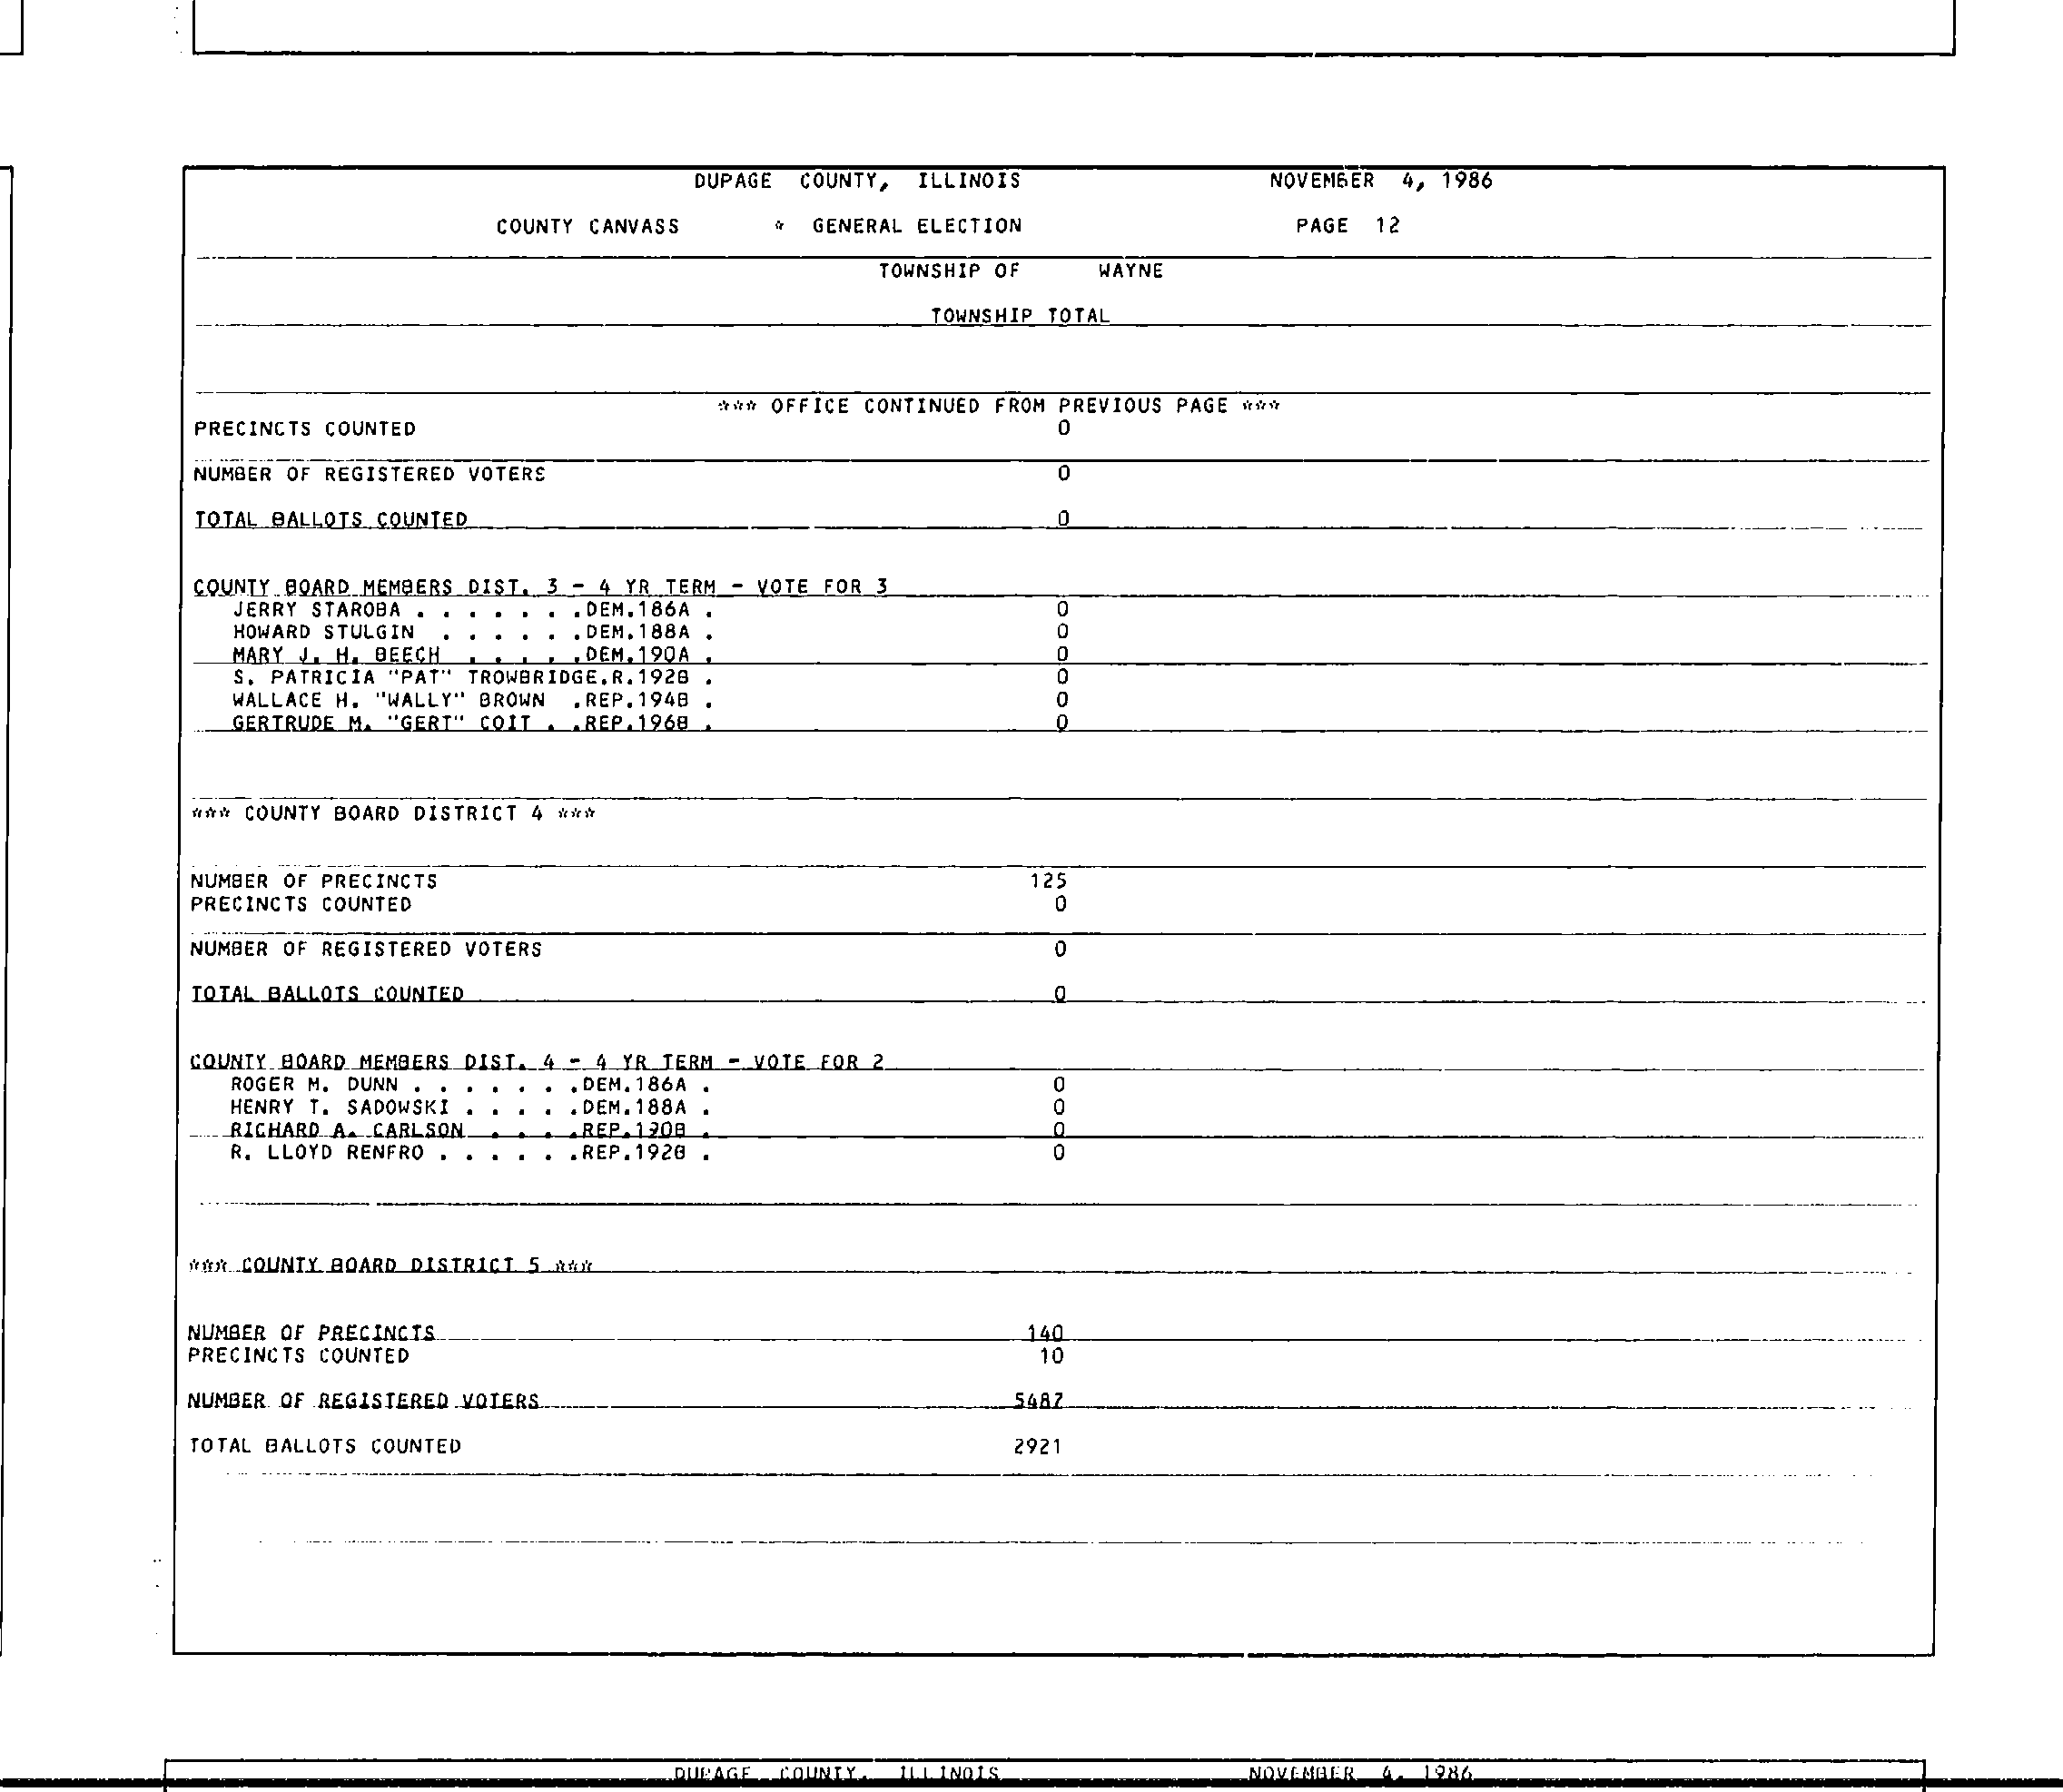 DUPAGE COUNTY, ILLINOIS NOVEMBER 4, 1986
COUNTY CANVASS * GENERAL ELECTION PAGE 12
TOWNSHIP OF WAYNE
TOWNSHIP TOTAL
*** OFFICE CONTINUED FROM PREVIOUS PAGE ***
PRECINCTS COUNTED 0
NUMBER OF REGISTERED VOTERS 0
TOTAL BALLOTS COUNTED 0
COUNTY BOARD MEMBERS DIST. 3 - 4 YR TERM - VOTE FOR 3
JERRY STAROBA . . . . . . .DEM.186A . 0
HOWARD STULGIN . . . . . .DEM.188A . 0
MARY J. H. BEECH . . . . .DEM.190A . 0
S. PATRICIA "PAT" TROWBRIDGE.R.192B . 0
WALLACE H. "WALLY" BROWN .REP.194B . 0
GERTRUDE M. "GERT" COIT . .REP.196B . 0
*** COUNTY BOARD DISTRICT 4 ***
NUMBER OF PRECINCTS 125
PRECINCTS COUNTED 0
NUMBER OF REGISTERED VOTERS 0
TOTAL BALLOTS COUNTED 0
COUNTY BOARD MEMBERS DIST. 4 - 4 YR TERM - VOTE FOR 2
ROGER M. DUNN . . . . . . .DEM.186A . 0
HENRY T. SADOWSKI . . . . .DEM.188A . 0
RICHARD A. CARLSON . . . .REP.190B . 0
R. LLOYD RENFRO . . . . . .REP.192B . 0
*** COUNTY BOARD DISTRICT 5 ***
NUMBER OF PRECINCTS 140
PRECINCTS COUNTED 10
NUMBER OF REGISTERED VOTERS 5487
TOTAL BALLOTS COUNTED 2921
DUPAGE COUNTY, ILLINOIS NOVEMBER 4, 1986